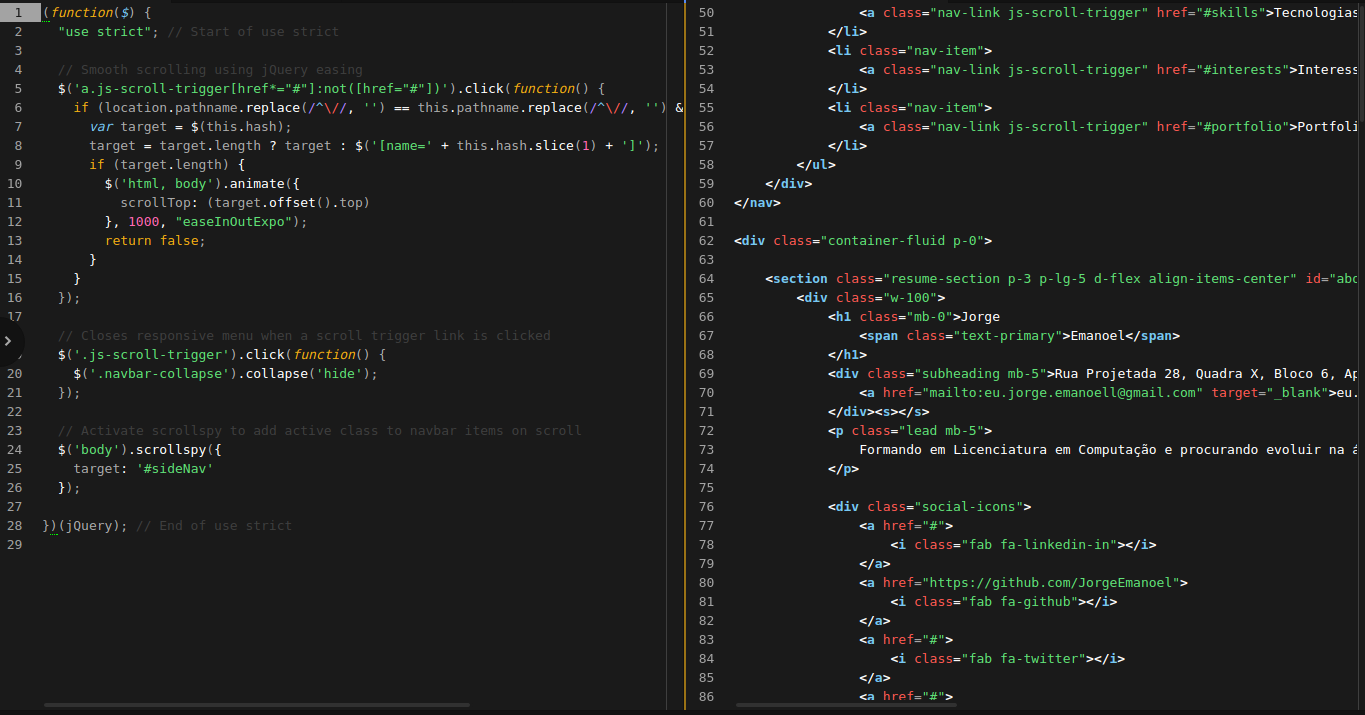 1 (function($) {
2 "use strict"; // Start of use strict
3
4 // Smooth scrolling using jQuery easing
5 $('a.js-scroll-trigger[href*="#"]:not([href="#"])').click(function() {
6 if (location.pathname.replace(/^\//, '') == this.pathname.replace(/^\//, '') &
7 var target = $(this.hash);
8 target = target.length ? target : $('[name=' + this.hash.slice(1) + ']');
9 if (target.length) {
10 $('html, body').animate({
11 scrollTop: (target.offset().top)
12 }, 1000, "easeInOutExpo");
13 return false;
14 }
15 }
16 });
17
// Closes responsive menu when a scroll trigger link is clicked
$('.js-scroll-trigger').click(function() {
20 $('.navbar-collapse').collapse('hide');
21 });
22
23 // Activate scrollspy to add active class to navbar items on scroll
24 $('body').scrollspy({
25 target: '#sideNav'
26 });
27
28 })(jQuery); // End of use strict
29
50 <a class="nav-link js-scroll-trigger" href="#skills">Tecnologias
51 </li>
52 <li class="nav-item">
53 <a class="nav-link js-scroll-trigger" href="#interests">Interess
54 </li>
55 <li class="nav-item">
56 <a class="nav-link js-scroll-trigger" href="#portfolio">Portfoli
57 </li>
58 </ul>
59 </div>
60 </nav>
61
62 <div class="container-fluid p-0">
63
64 <section class="resume-section p-3 p-lg-5 d-flex align-items-center" id="abo
65 <div class="w-100">
66 <h1 class="mb-0">Jorge
67 <span class="text-primary">Emanoel</span>
68 </h1>
69 <div class="subheading mb-5">Rua Projetada 28, Quadra X, Bloco 6, Ap
70 <a href="mailto:eu.jorge.emanoell@gmail.com" target="_blank">eu.
71 </div><s></s>
72 <p class="lead mb-5">
73 Formando em Licenciatura em Computação e procurando evoluir na á
74 </p>
75
76 <div class="social-icons">
77 <a href="#">
78 <i class="fab fa-linkedin-in"></i>
79 </a>
80 <a href="https://github.com/JorgeEmanoel">
81 <i class="fab fa-github"></i>
82 </a>
83 <a href="#">
84 <i class="fab fa-twitter"></i>
85 </a>
86 <a href="#">